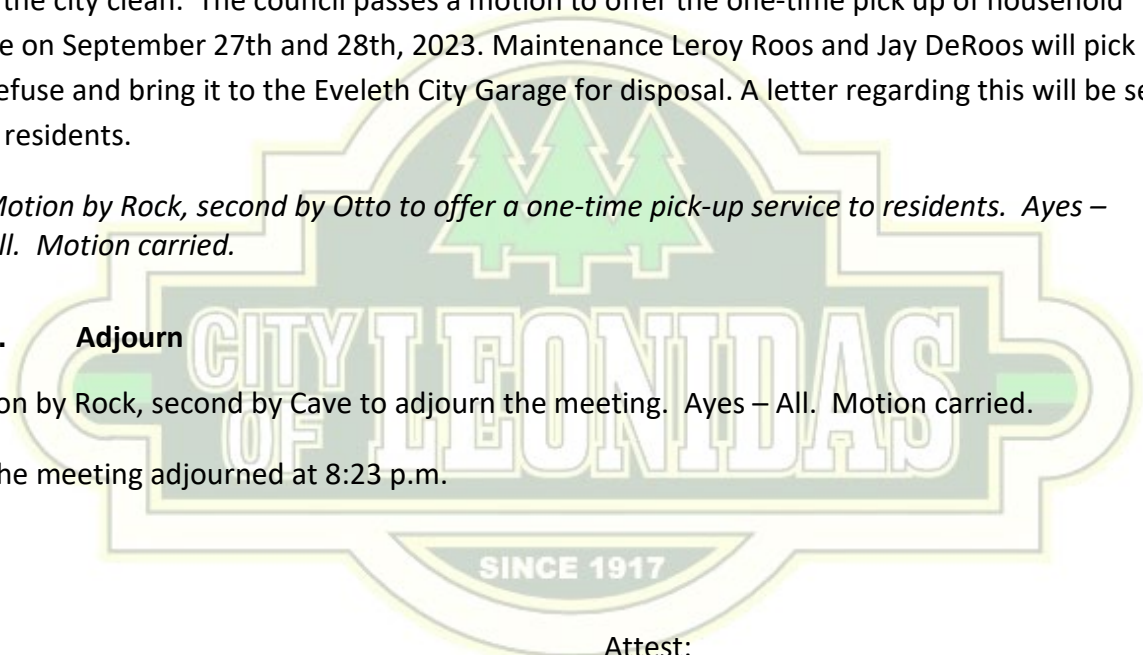 the city clean. The council passes a motion to offer the one-time pick up of household
e on September 27th and 28th, 2023. Maintenance Leroy Roos and Jay DeRoos will pick
efuse and bring it to the Eveleth City Garage for disposal. A letter regarding this will be se
residents.
Motion by Rock, second by Otto to offer a one-time pick-up service to residents. Ayes –
ll. Motion carried.
. Adjourn
on by Rock, second by Cave to adjourn the meeting. Ayes – All. Motion carried.
he meeting adjourned at 8:23 p.m.
CITY OF LEONIDAS
SINCE 1917
Attest: